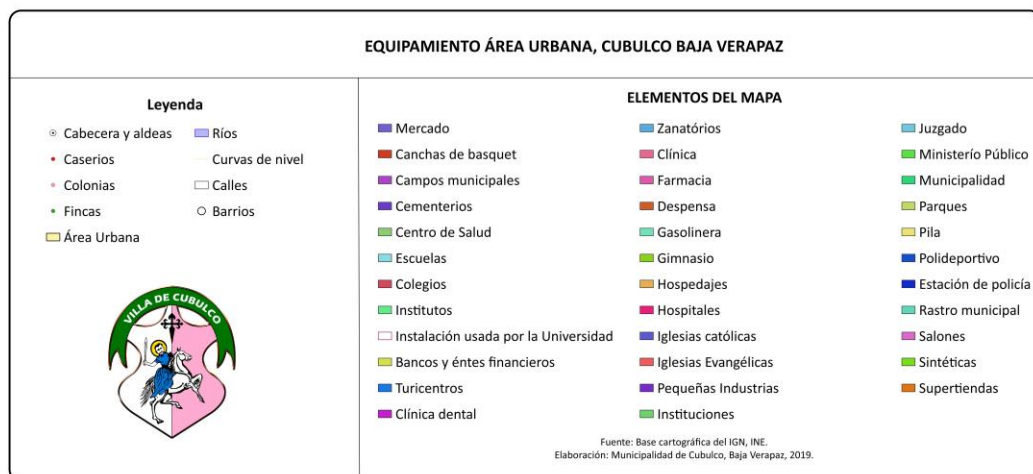 EQUIPAMIENTO ÁREA URBANA, CUBULCO BAJA VERAPAZ
Leyenda
Cabecera y aldeas
Caserios
Colonias
Fincas
Área Urbana
Ríos
Curvas de nivel
Calles
Barrios
VILLA DE CUBULCO
ELEMENTOS DEL MAPA
Mercado
Canchas de basquet
Campos municipales
Cementerios
Centro de Salud
Escuelas
Colegios
Institutos
Instalación usada por la Universidad
Bancos y éntes financieros
Turicentros
Clínica dental
Zanatórios
Clínica
Farmacia
Despensa
Gasolinera
Gimnasio
Hospedajes
Hospitales
Iglesias católicas
Iglesias Evangélicas
Pequeñas Industrias
Instituciones
Juzgado
Ministerío Público
Municipalidad
Parques
Pila
Polideportivo
Estación de policía
Rastro municipal
Salones
Sintéticas
Supertiendas
Fuente: Base cartográfica del IGN, INE.
Elaboración: Municipalidad de Cubulco, Baja Verapaz, 2019.